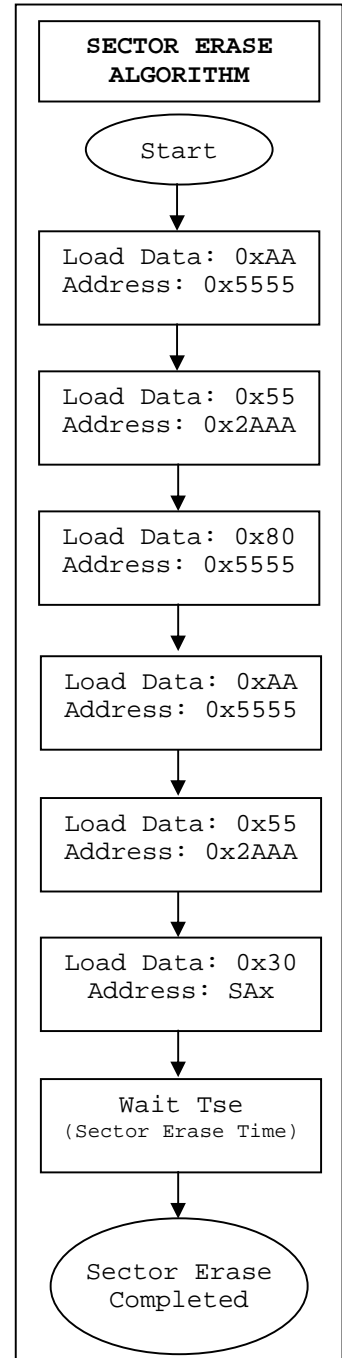 SECTOR ERASE
ALGORITHM
Start
Load Data: 0xAA
Address: 0x5555
Load Data: 0x55
Address: 0x2AAA
Load Data: 0x80
Address: 0x5555
Load Data: 0xAA
Address: 0x5555
Load Data: 0x55
Address: 0x2AAA
Load Data: 0x30
Address: SAx
Wait Tse
(Sector Erase Time)
Sector Erase
Completed